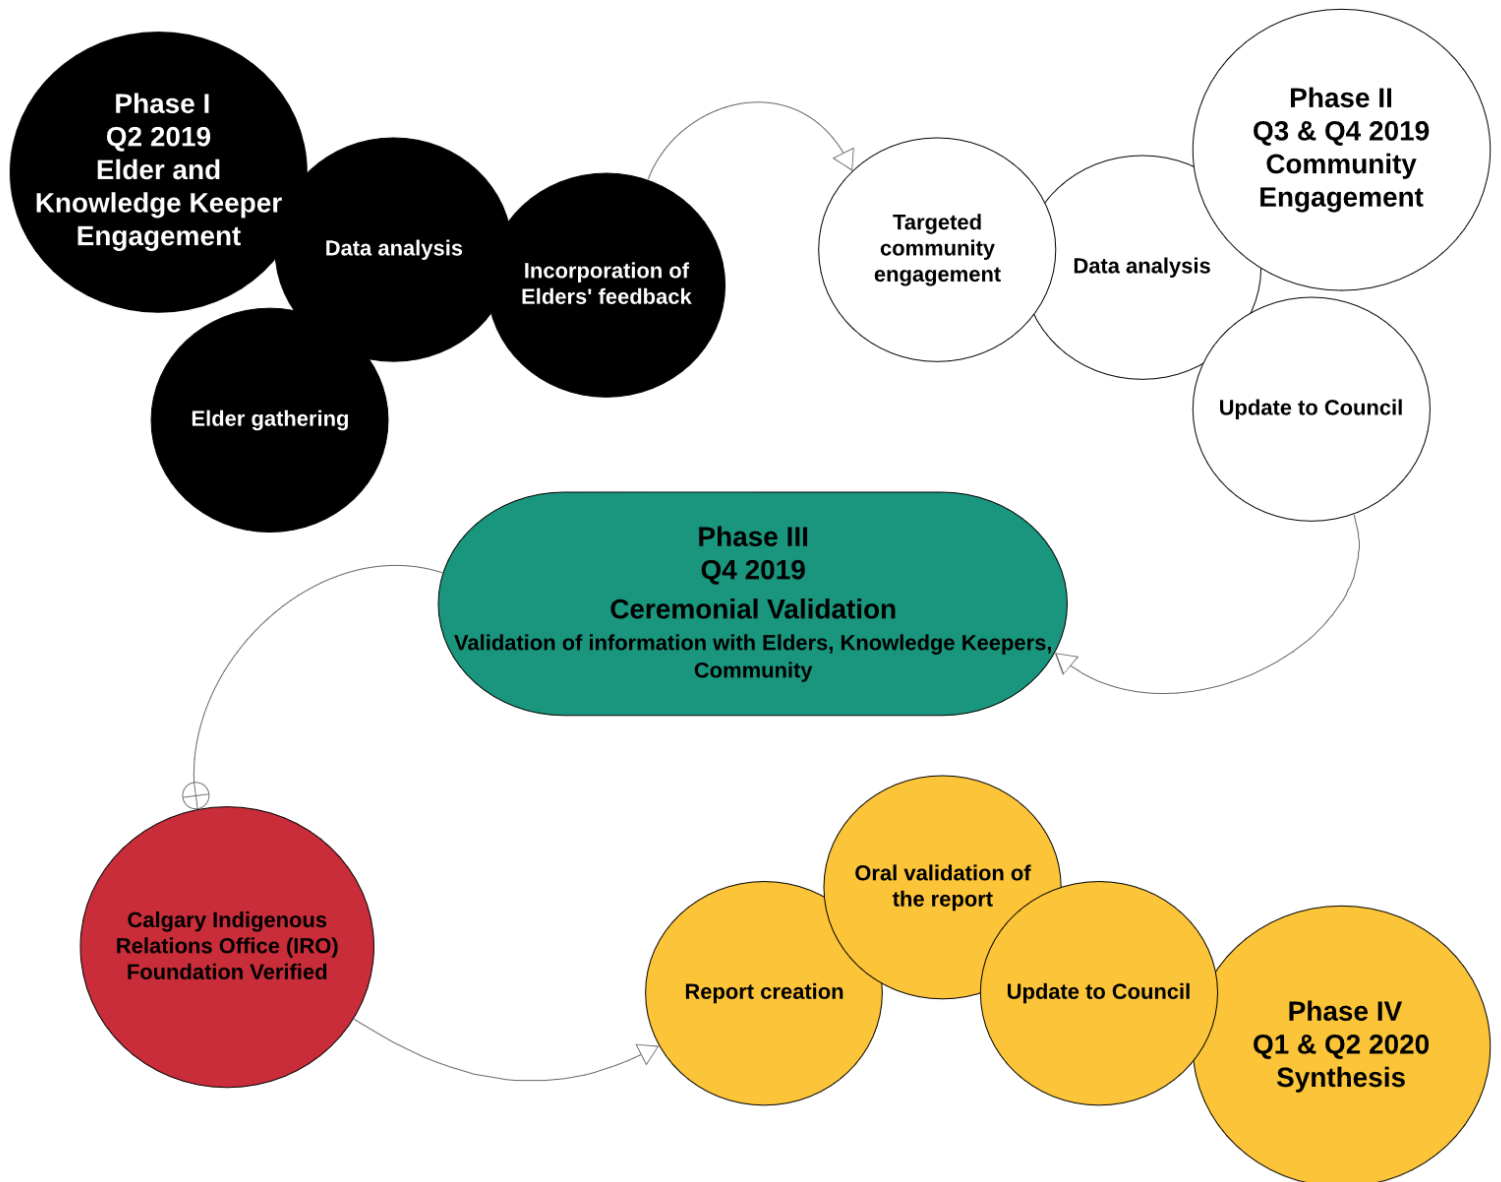 Phase I
Q2 2019
Elder and
Knowledge Keeper
Engagement
Data analysis
Incorporation of
Elders' feedback
Elder gathering
Targeted
community
engagement
Data analysis
Phase II
Q3 & Q4 2019
Community
Engagement
Update to Council
Phase III
Q4 2019
Ceremonial Validation
Validation of information with Elders, Knowledge Keepers,
Community
Calgary Indigenous
Relations Office (IRO)
Foundation Verified
Report creation
Oral validation of
the report
Update to Council
Phase IV
Q1 & Q2 2020
Synthesis